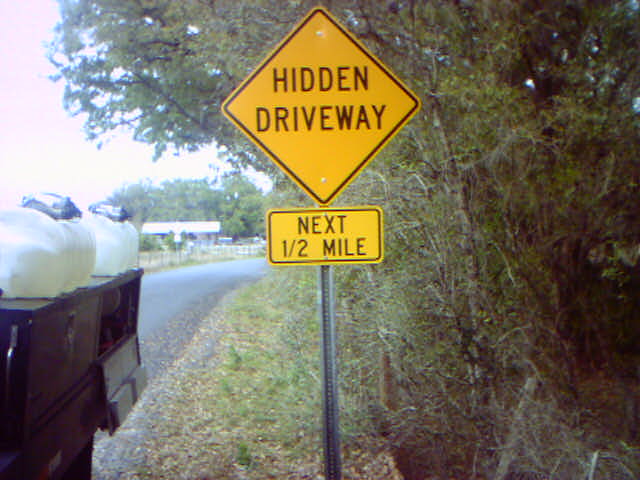 HIDDEN
DRIVEWAY
NEXT
1/2 MILE